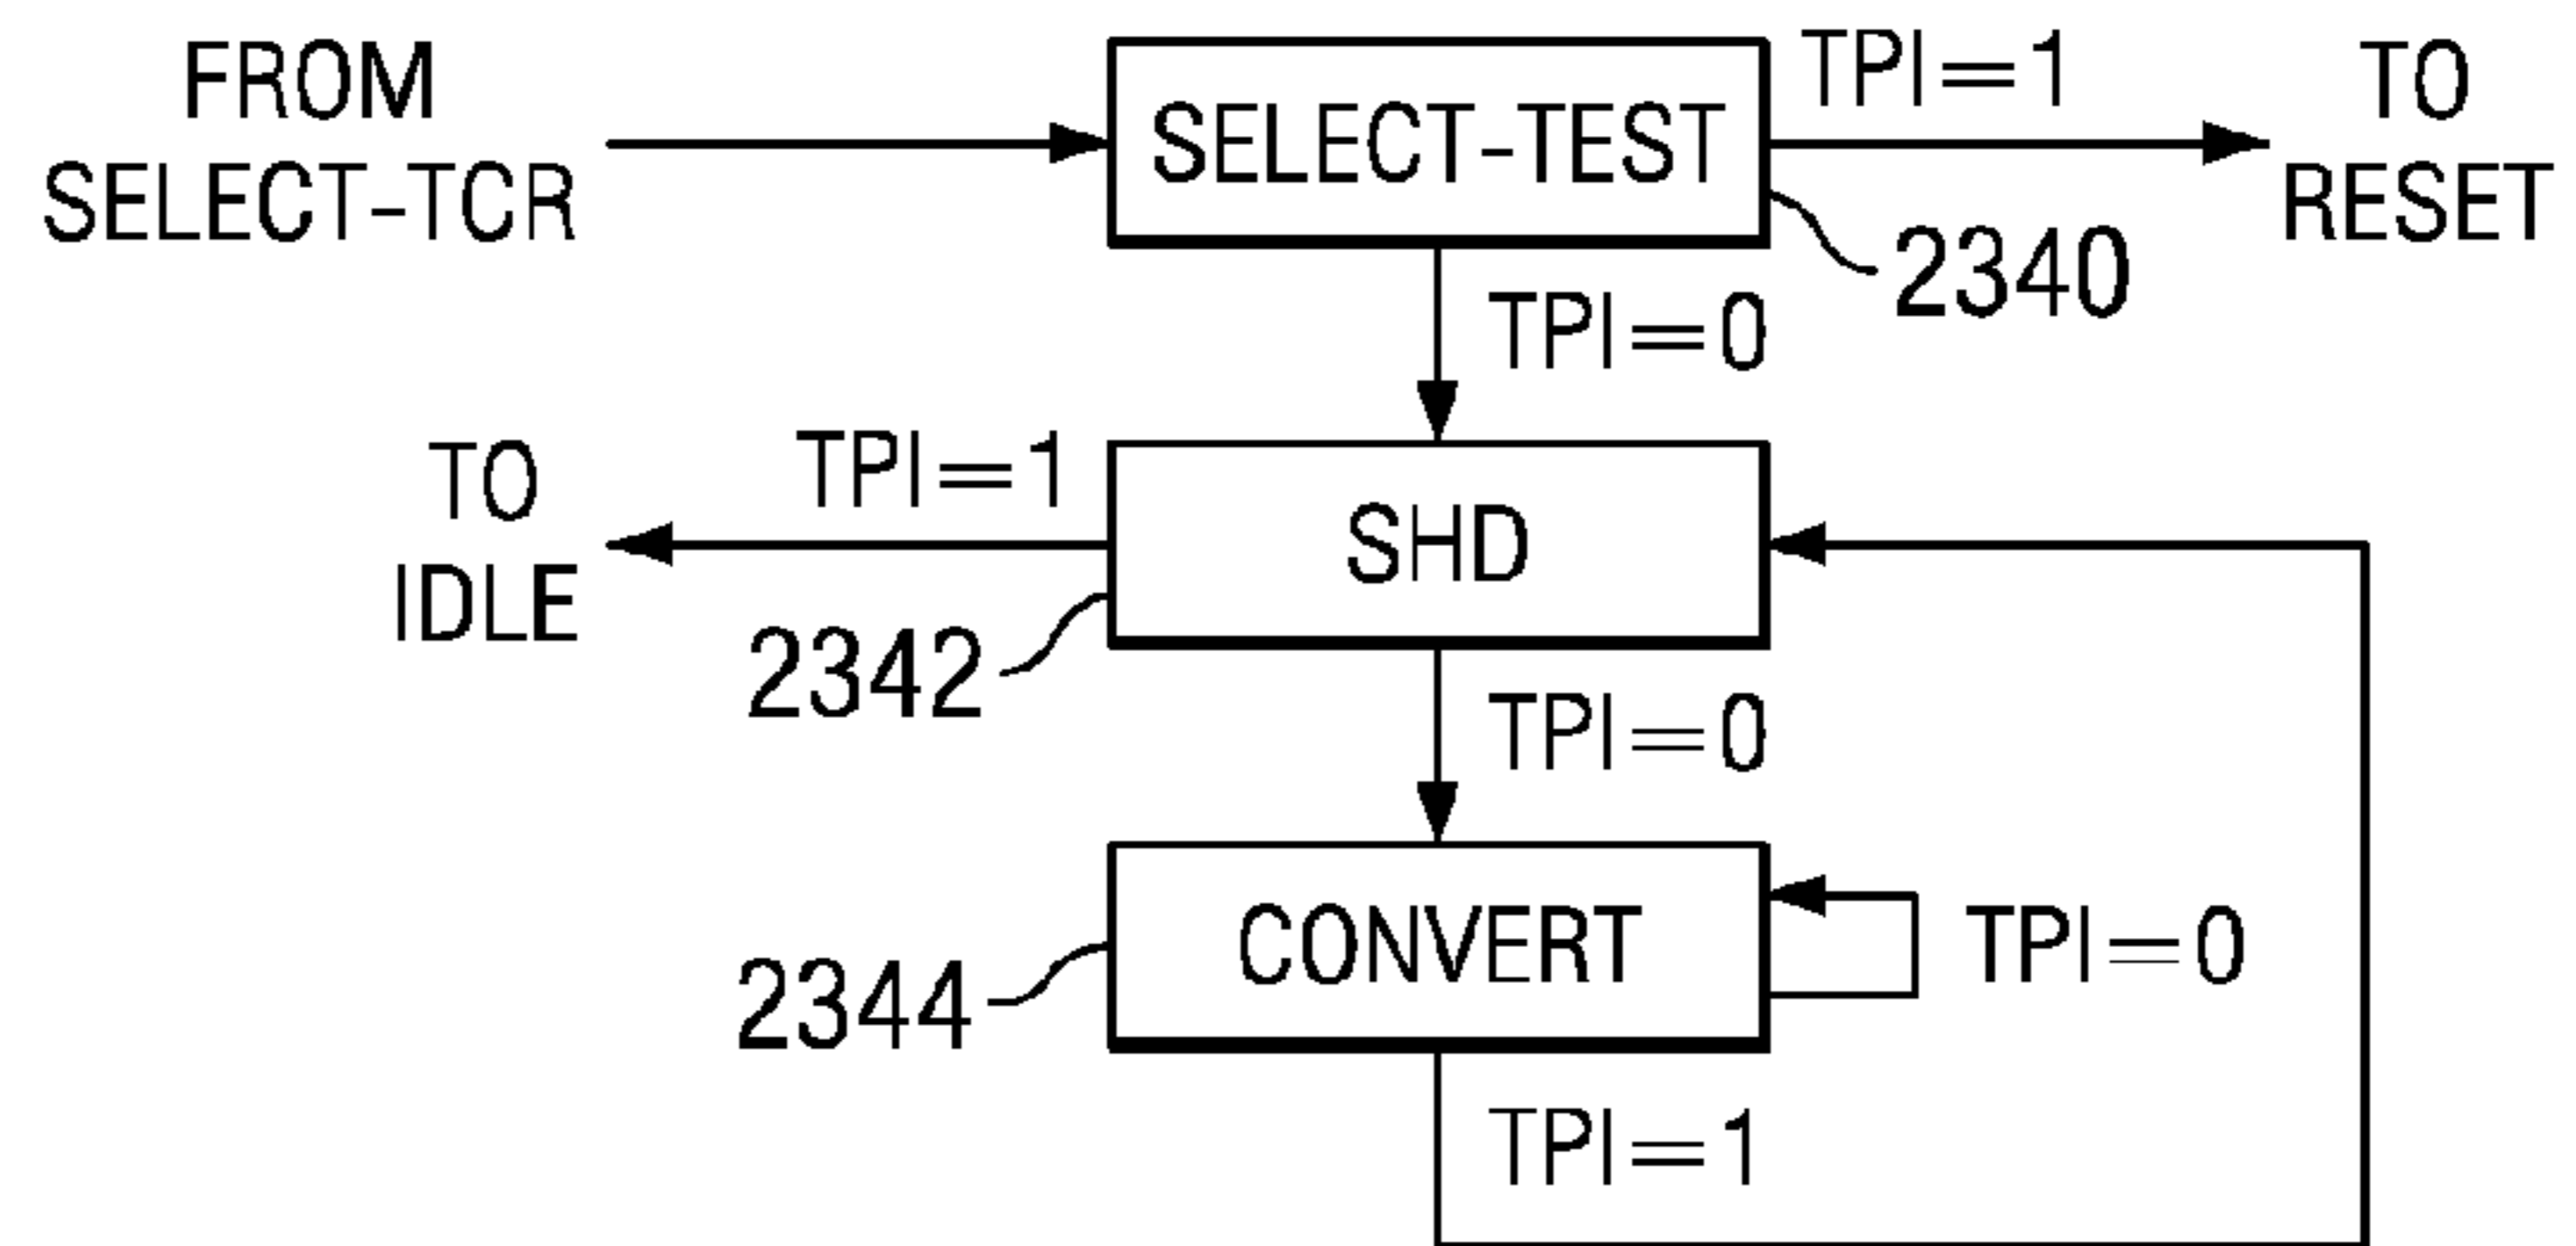 FROM
SELECT-TCR
SELECT-TEST
TPI=1
TO
RESET
2340
TPI=0
TO
IDLE
TPI=1
SHD
2342
TPI=0
CONVERT
TPI=0
2344
TPI=1